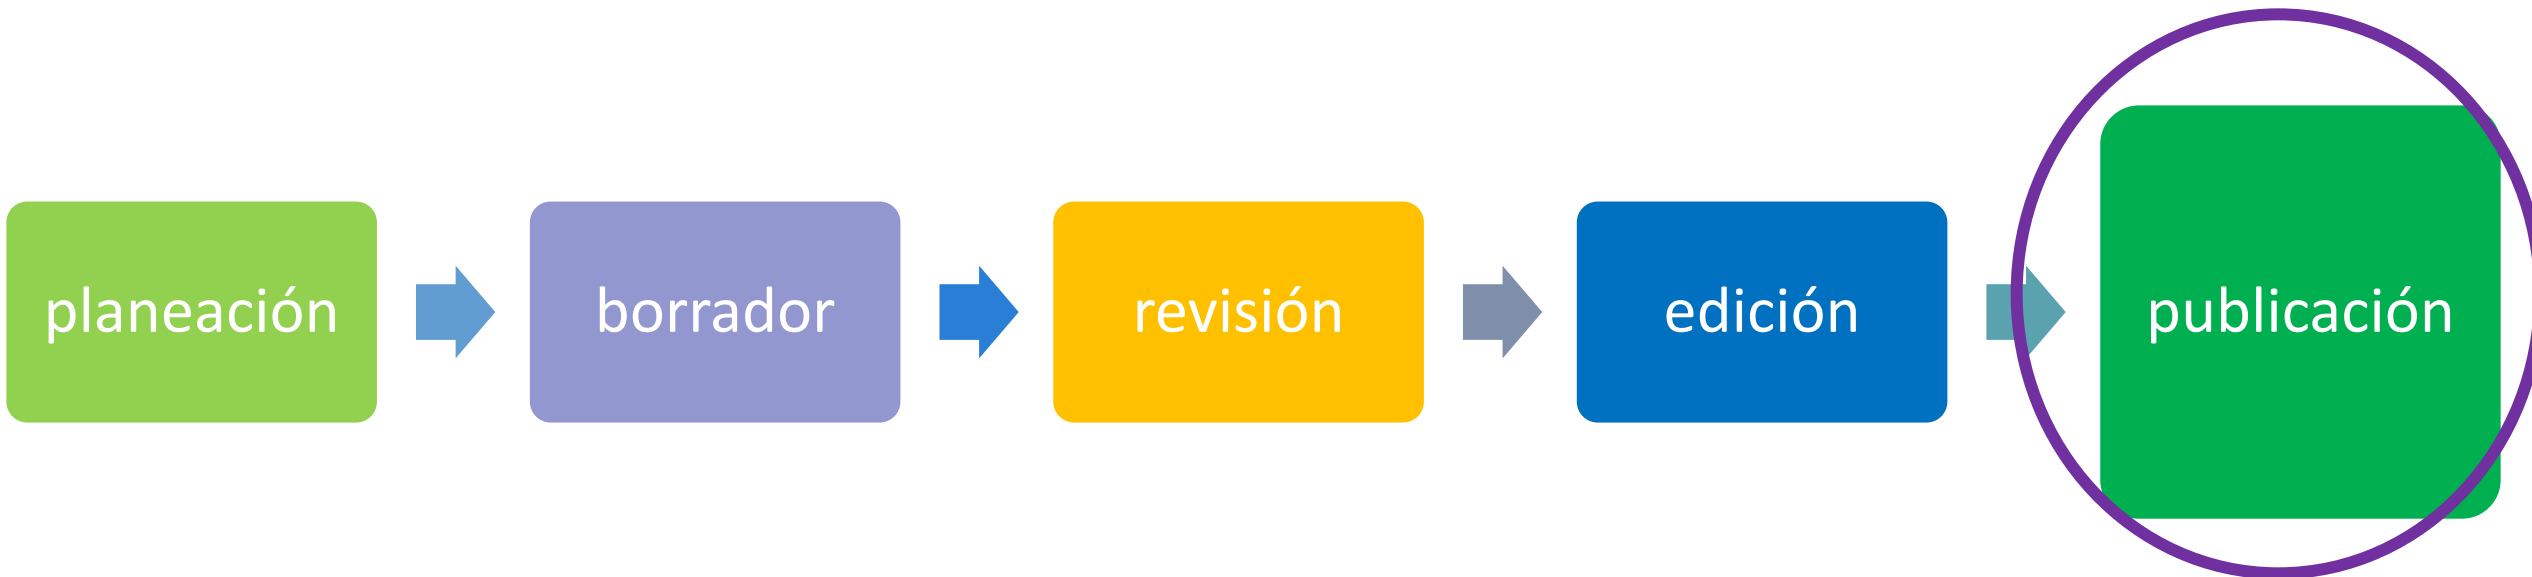 planeación
borrador
revisión
edición
publicación